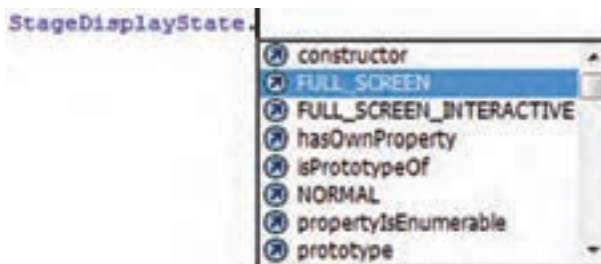 StageDisplayState.
constructor
FULL_SCREEN
FULL_SCREEN_INTERACTIVE
hasOwnProperty
isPrototypeOf
NORMAL
propertyIsEnumerable
prototype